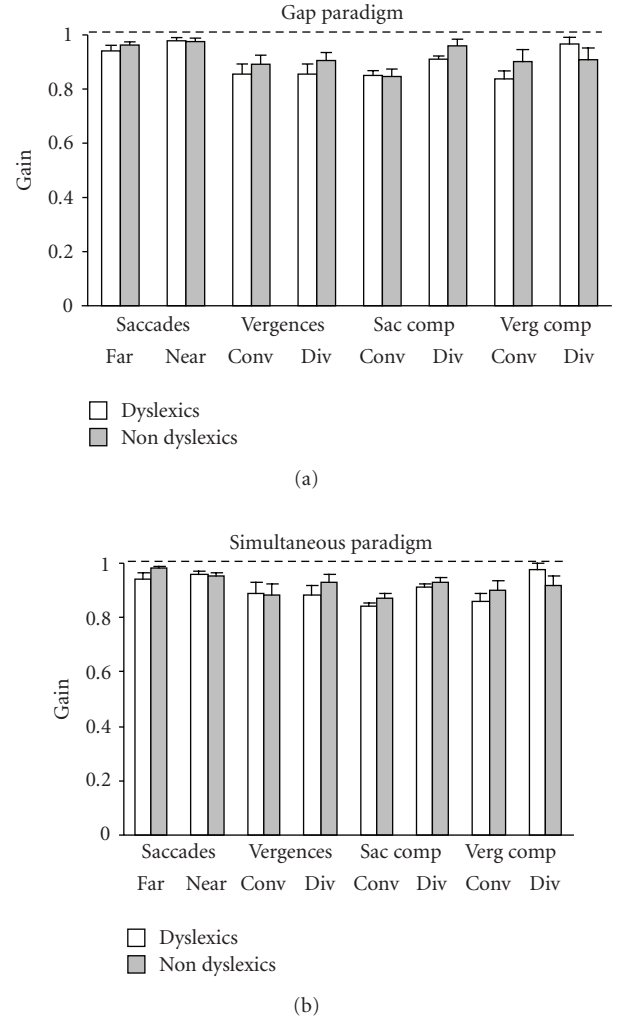 Gap paradigm
1
0.8
0.6
0.4
0.2
0
Gain
Saccades Vergences Sac comp Verg comp
Far Near Conv Div Conv Div Conv Div
Dyslexics
Non dyslexics
(a)
Simultaneous paradigm
1
0.8
0.6
0.4
0.2
0
Gain
Saccades Vergences Sac comp Verg comp
Far Near Conv Div Conv Div Conv Div
Dyslexics
Non dyslexics
(b)